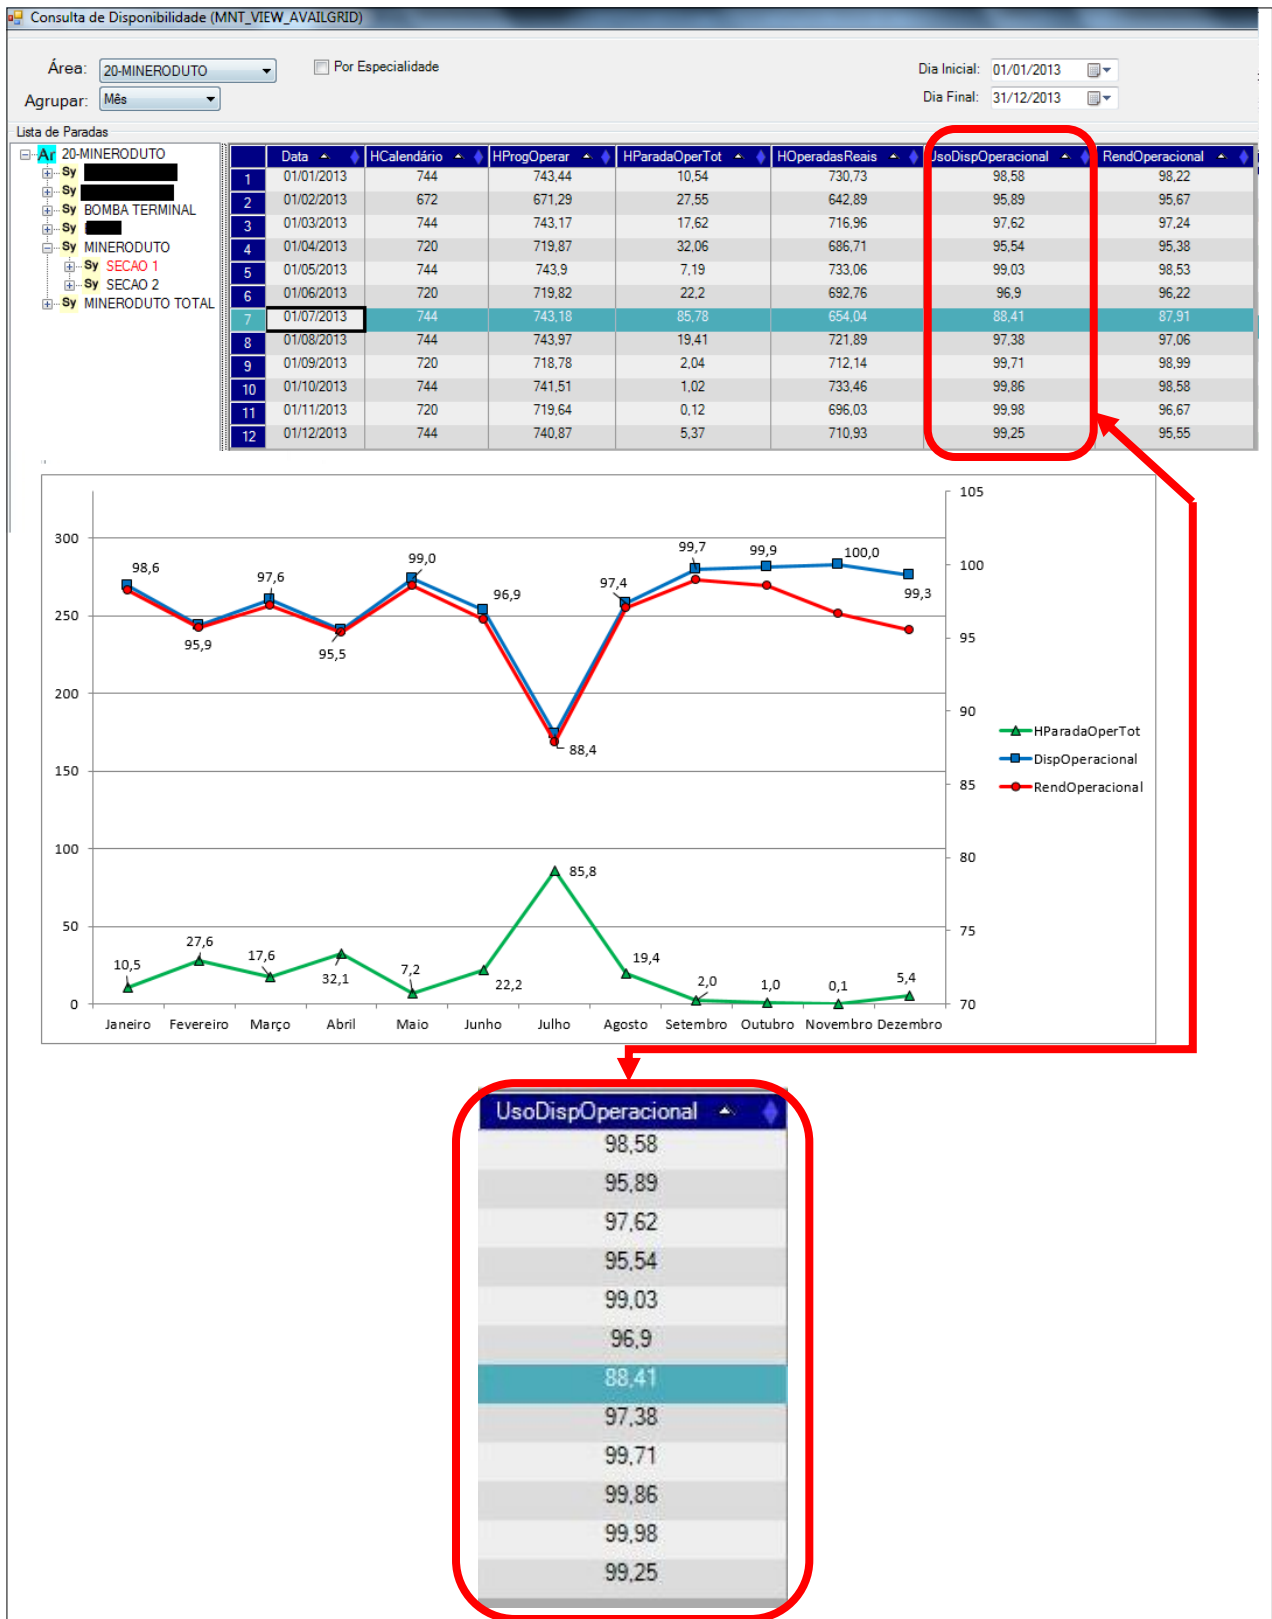 Consulta de Disponibilidade (MNT_VIEW_AVAILGRID)
Área: 20-MINERODUTO Por Especialidade Dia Inicial: 01/01/2013
Agrupar: Mês Dia Final: 31/12/2013
Lista de Paradas
Ar 20-MINERODUTO
Sy
Sy
Sy BOMBA TERMINAL
Sy
Sy MINERODUTO
Sy SECAO 1
Sy SECAO 2
Sy MINERODUTO TOTAL
Data HCalendário HProgOperar HParadaOperTot HOperadasReais UsoDispOperacional RendOperacional
1 01/01/2013 744 743,44 10,54 730,73 98,58 98,22
2 01/02/2013 672 671,29 27,55 642,89 95,89 95,67
3 01/03/2013 744 743,17 17,62 716,96 97,62 97,24
4 01/04/2013 720 719,87 32,06 686,71 95,54 95,38
5 01/05/2013 744 743,9 7,19 733,06 99,03 98,53
6 01/06/2013 720 719,82 22,2 692,76 96,9 96,22
7 01/07/2013 744 743,18 85,78 654,04 88,41 87,91
8 01/08/2013 744 743,97 19,41 721,89 97,38 97,06
9 01/09/2013 720 718,78 2,04 712,14 99,71 98,99
10 01/10/2013 744 741,51 1,02 733,46 99,86 98,58
11 01/11/2013 720 719,64 0,12 696,03 99,98 96,67
12 01/12/2013 744 740,87 5,37 710,93 99,25 95,55
300
250
200
150
100
50
0
98,6
95,9
97,6
95,5
99,0
96,9
88,4
97,4
99,7
99,9
100,0
99,3
10,5
27,6
17,6
32,1
7,2
22,2
85,8
19,4
2,0
1,0
0,1
5,4
105
100
95
90
85
80
75
70
HParadaOperTot
DispOperacional
RendOperacional
Janeiro Fevereiro Março Abril Maio Junho Julho Agosto Setembro Outubro Novembro Dezembro
UsoDispOperacional
98,58
95,89
97,62
95,54
99,03
96,9
88,41
97,38
99,71
99,86
99,98
99,25